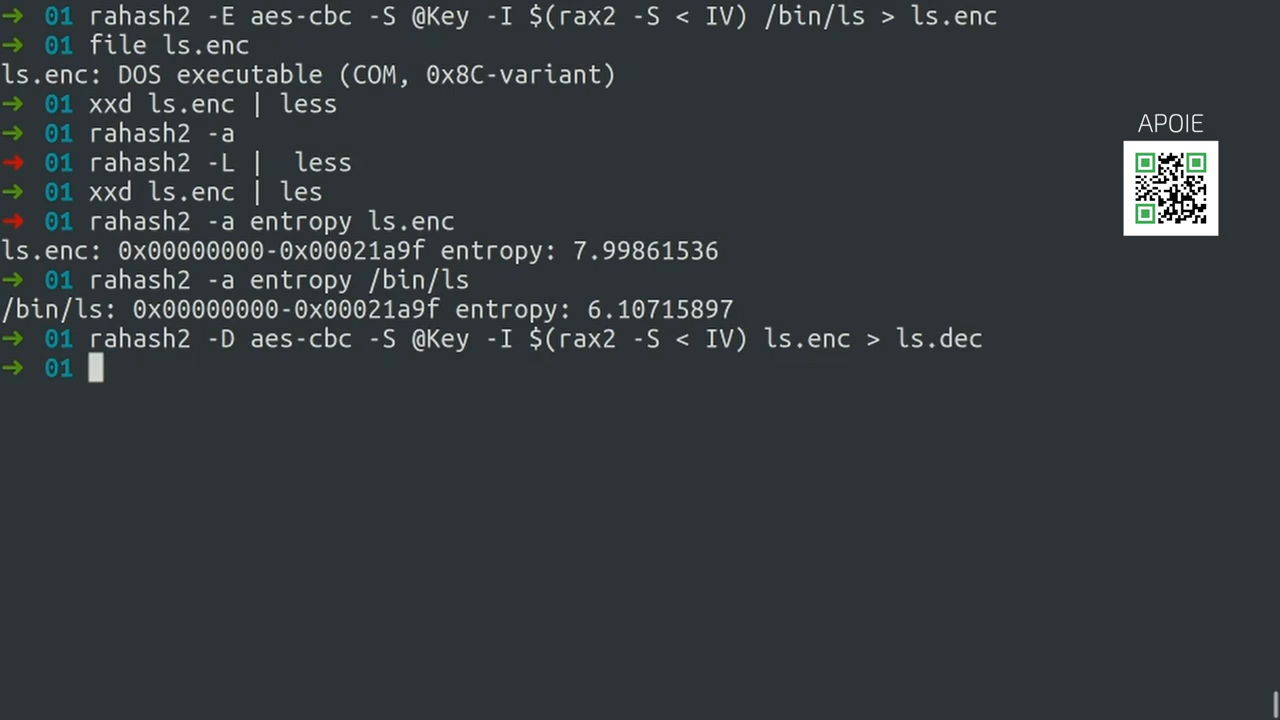 ➜ 01 rahash2 -E aes-cbc -S @Key -I $(rax2 -S < IV) /bin/ls > ls.enc
➜ 01 file ls.enc
ls.enc: DOS executable (COM, 0x8C-variant)
➜ 01 xxd ls.enc | less
➜ 01 rahash2 -a
➜ 01 rahash2 -L |  less
➜ 01 xxd ls.enc | les
➜ 01 rahash2 -a entropy ls.enc
ls.enc: 0x00000000-0x00021a9f entropy: 7.99861536
➜ 01 rahash2 -a entropy /bin/ls
/bin/ls: 0x00000000-0x00021a9f entropy: 6.10715897
➜ 01 rahash2 -D aes-cbc -S @Key -I $(rax2 -S < IV) ls.enc > ls.dec
➜ 01
APOIE